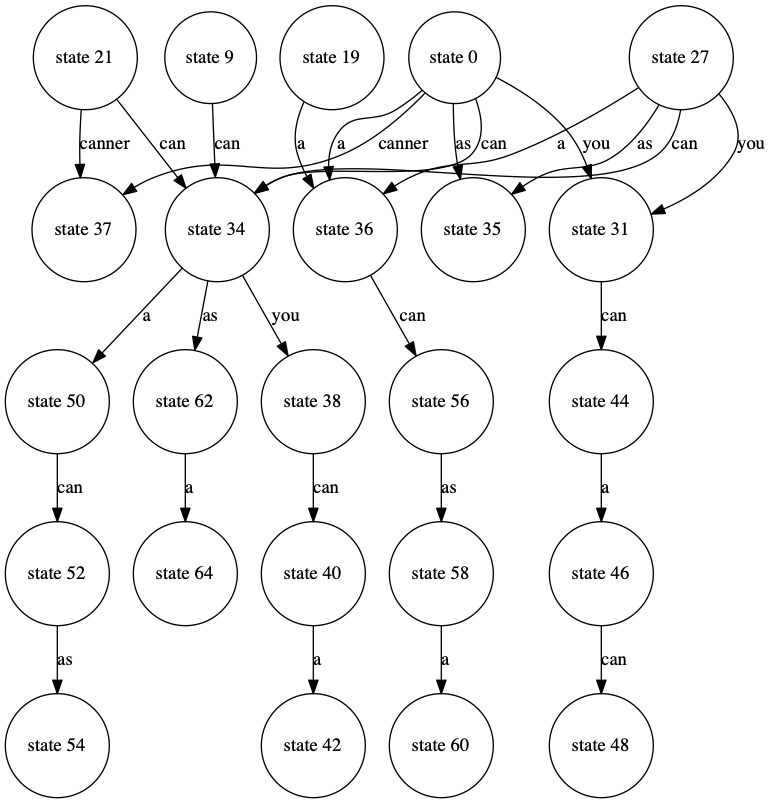 state 21 state 9 state 19 state 0 state 27
canner can can a a canner as can a you as can you
state 37 state 34 state 36 state 35 state 31
a as you can can
state 50 state 62 state 38 state 56 state 44
can a can as a
state 52 state 64 state 40 state 58 state 46
as a a can
state 54 state 42 state 60 state 48